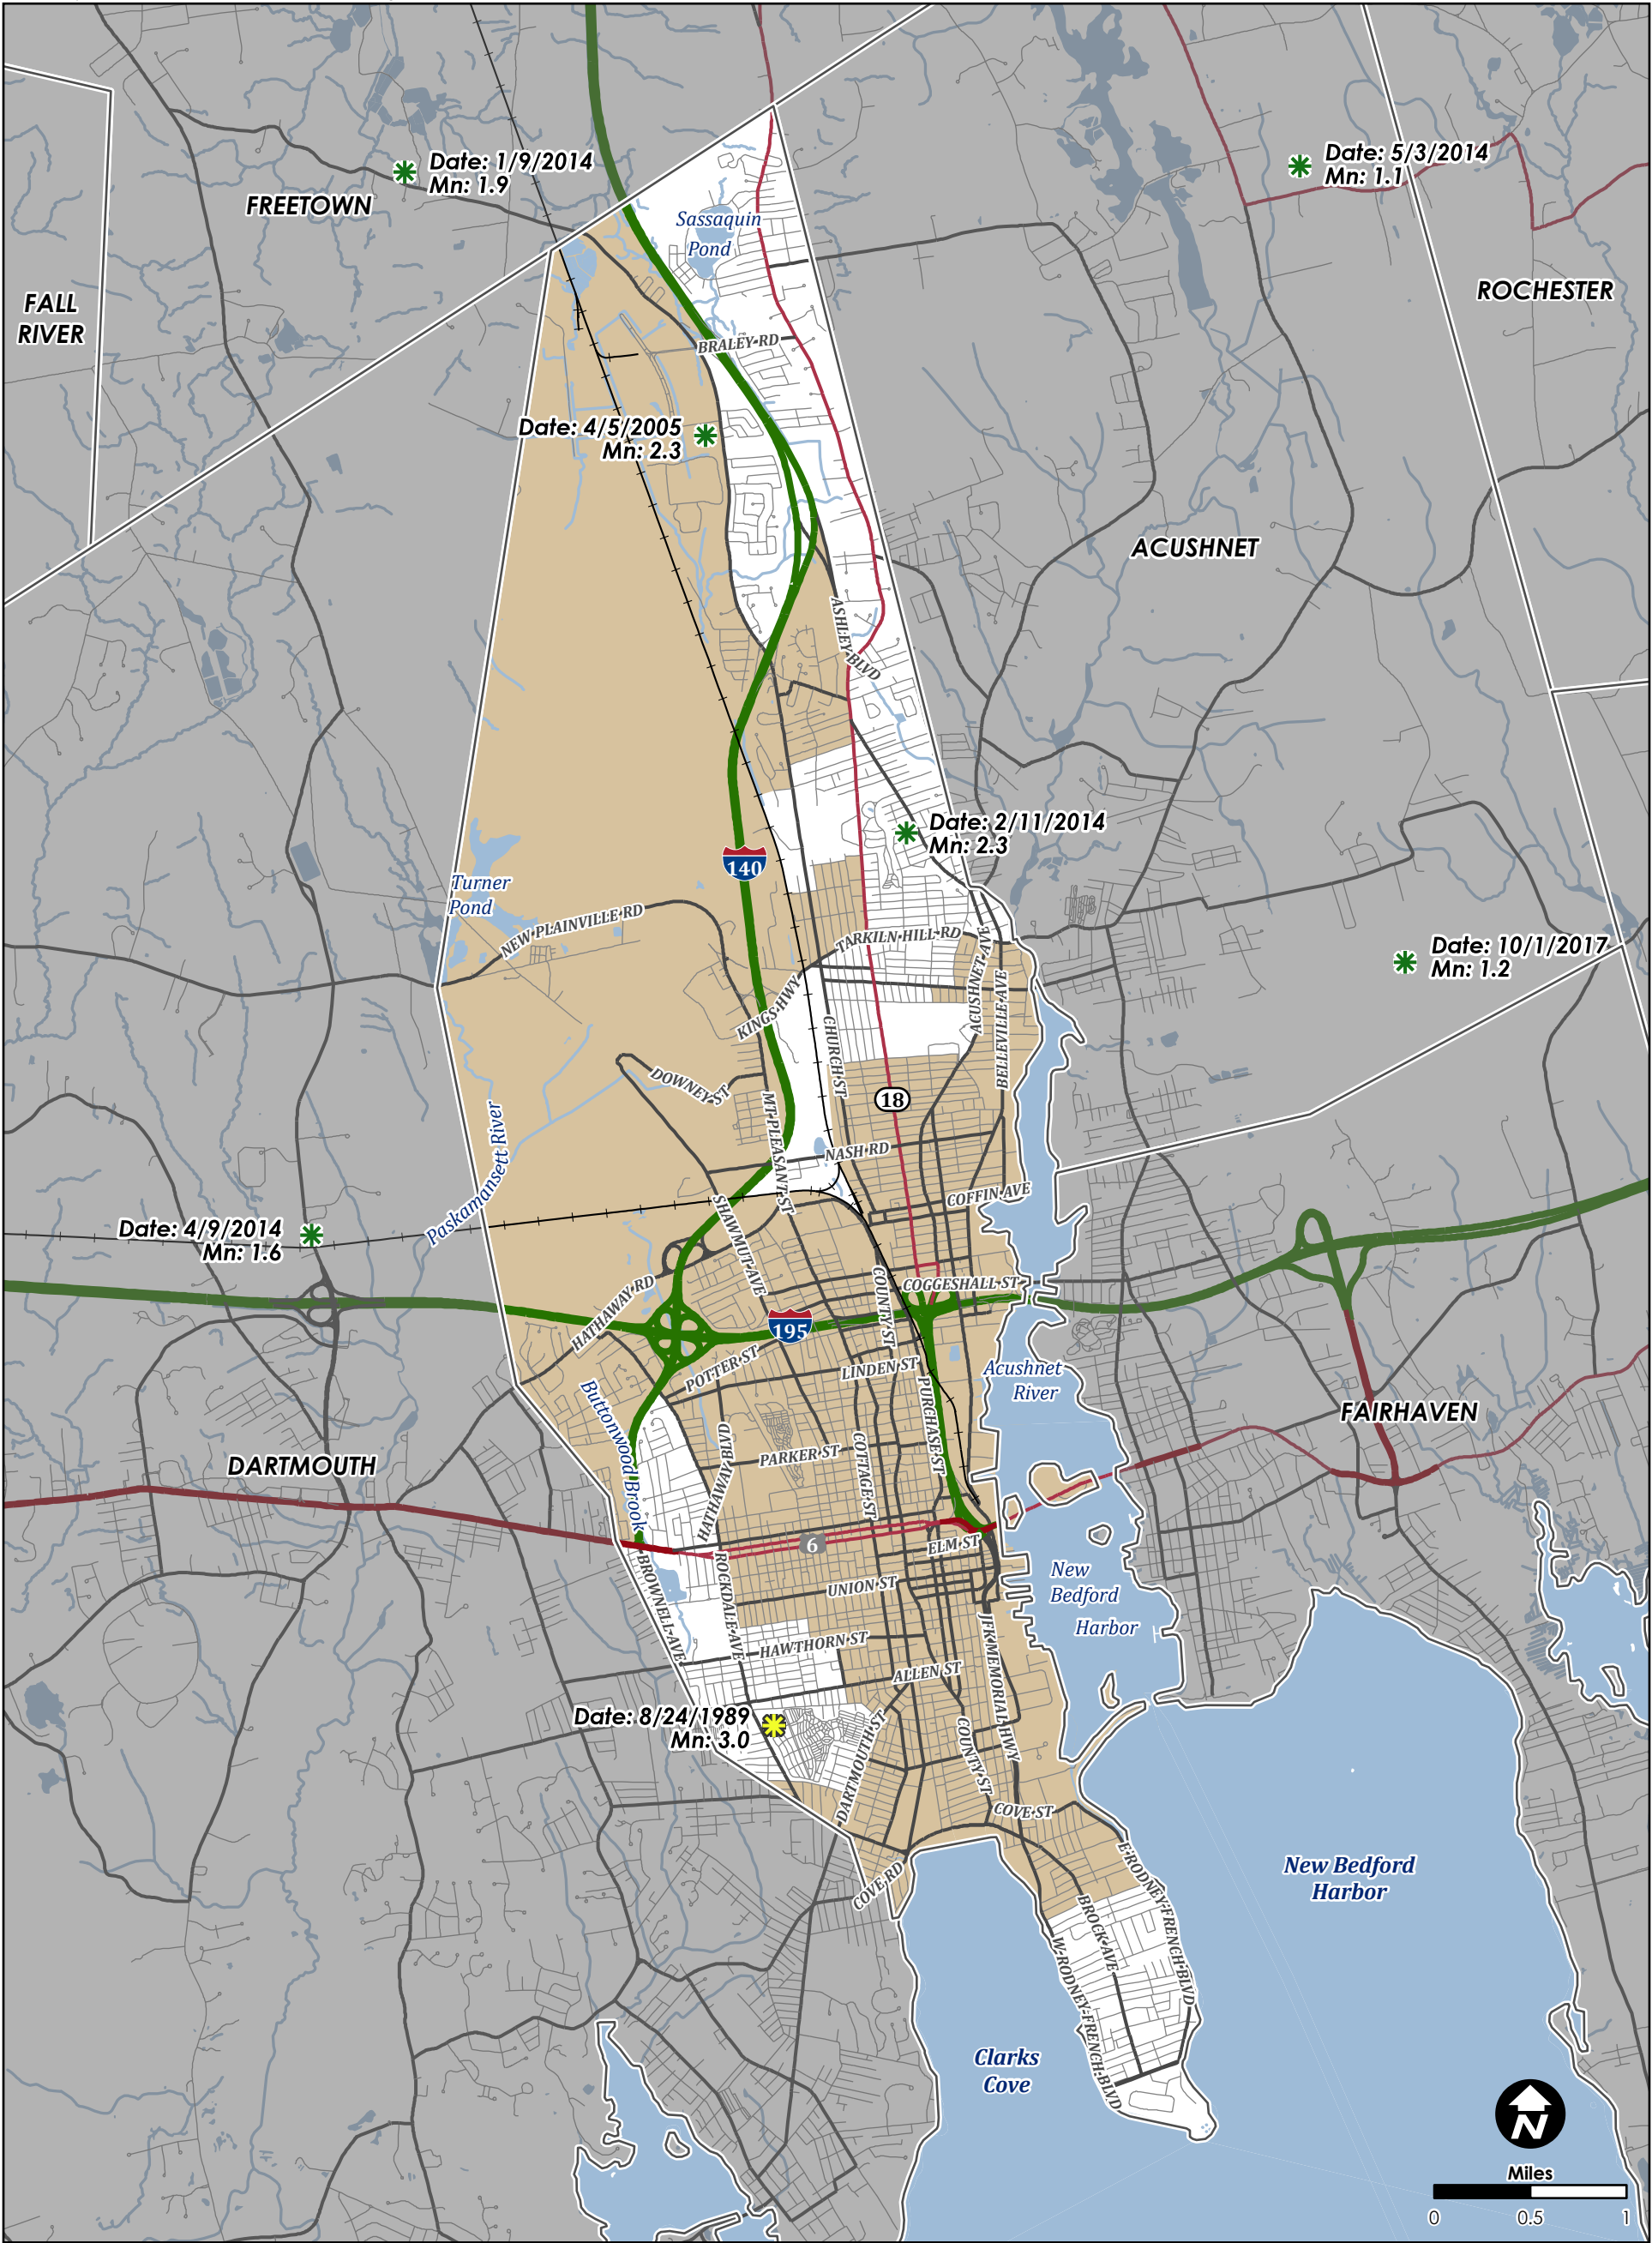 Date: 1/9/2014
Mn: 1.9
Date: 5/3/2014
Mn: 1.1
FREETOWN
Sassaquin
Pond
FALL
RIVER
ROCHESTER
BRALEY RD
Date: 4/5/2005
Mn: 2.3
ACUSHNET
ASHLEY BLVD
Date: 2/11/2014
Mn: 2.3
140
Turner
Pond
NEW PLAINVILLE RD
TARKILN HILL RD
Date: 10/1/2017
Mn: 1.2
ACUSHNET AVE
BELLEVILLE AVE
KINGS HWY
CHURCH ST
DOWNEY ST
18
MT PLEASANT ST
NASH RD
Paskamansett River
COFFIN AVE
Date: 4/9/2014
Mn: 1.6
SHAWMUT AVE
HATHAWAY RD
COUNTY ST
COGGESHALL ST
195
POTTER ST
LINDEN ST
Acushnet
River
Buttonwood Brook
PURCHASE ST
FAIRHAVEN
HATHAWAY BLVD
PARKER ST
COTTAGE ST
DARTMOUTH
6
ELM ST
New
Bedford
Harbor
BROWNELL AVE
ROCKDALE AVE
UNION ST
HAWTHORN ST
JFK MEMORIAL HWY
ALLEN ST
Date: 8/24/1989
Mn: 3.0
DARTMOUTH ST
COUNTY ST
COVE ST
E RODNEY FRENCH BLVD
COVE RD
New Bedford
Harbor
BROCK AVE
W RODNEY FRENCH BLVD
Clarks
Cove
N
Miles
0 0.5 1